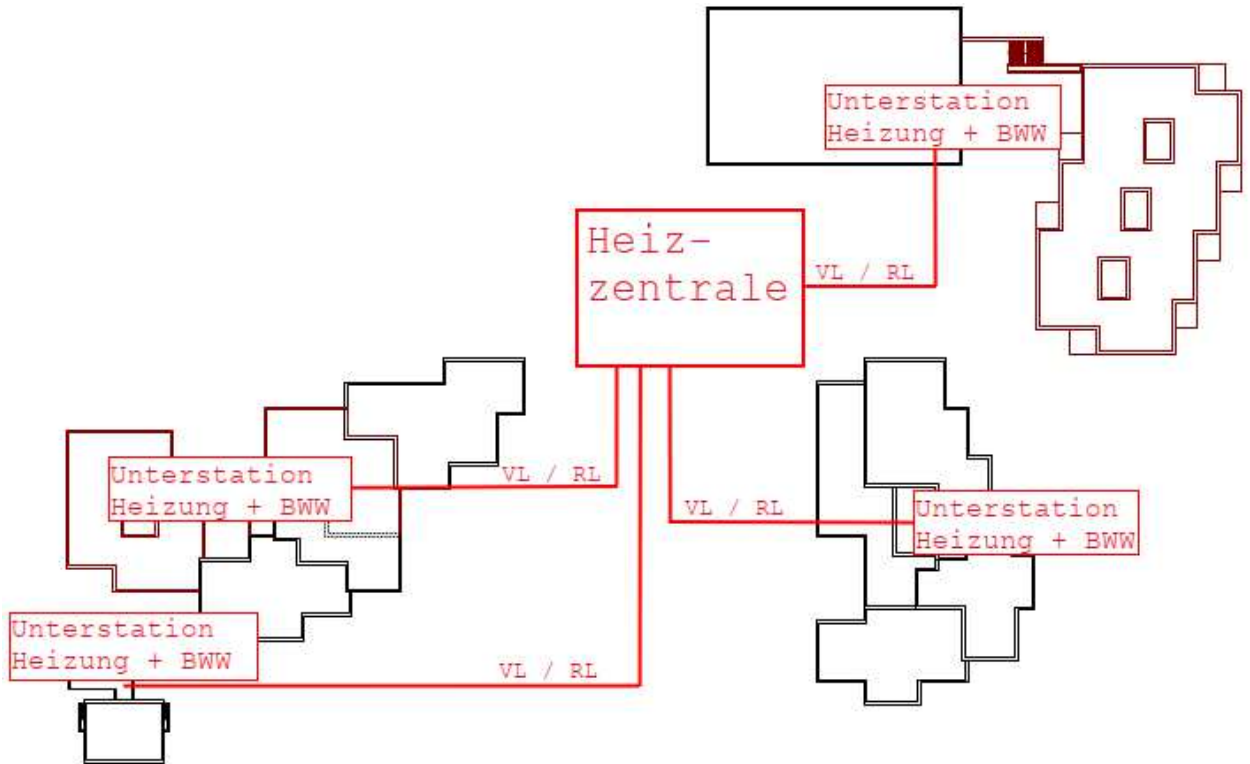 Unterstation
Heizung + BWW
Heiz-
zentrale
VL / RL
Unterstation
Heizung + BWW
VL / RL
VL / RL
Unterstation
Heizung + BWW
Unterstation
Heizung + BWW
VL / RL